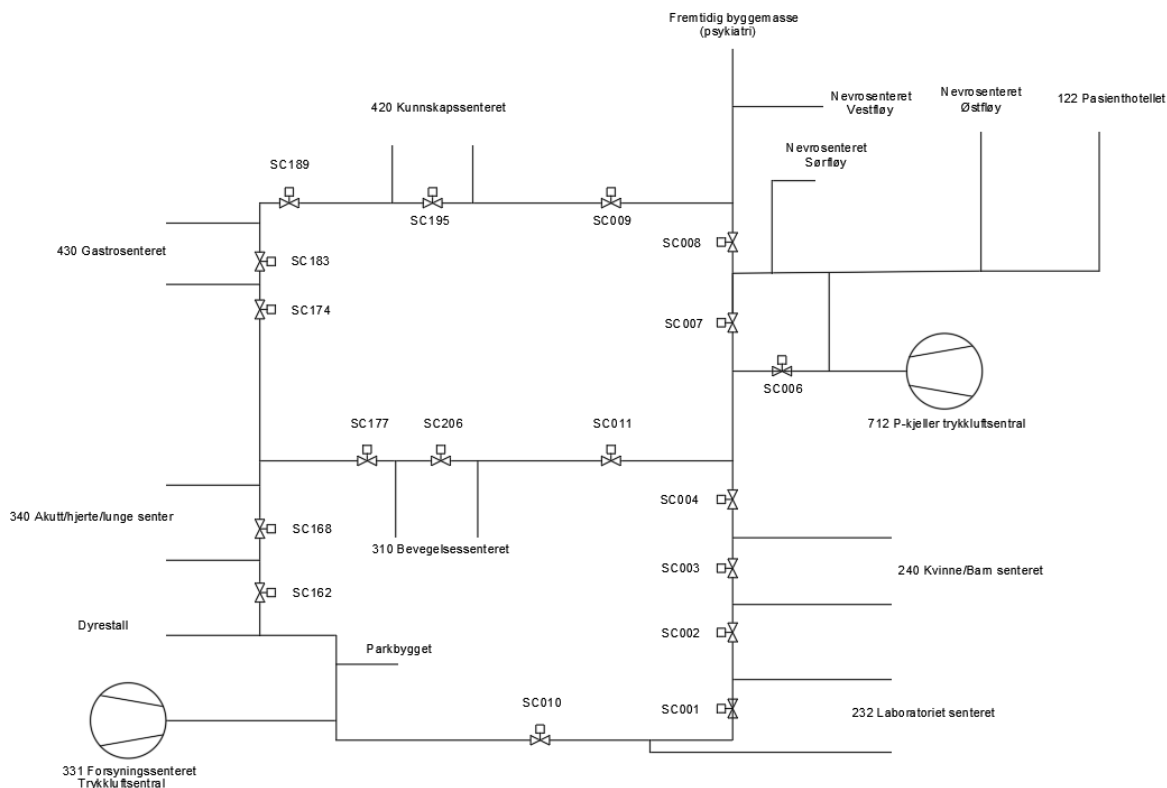 Fremtidig byggemasse
(psykiatri)
420 Kunnskapssenteret
Nevrosenteret
Vestfløy
Nevrosenteret
Østfløy
122 Pasienthotellet
Nevrosenteret
Sørfløy
SC189
SC195
SC009
SC008
430 Gastrosenteret
SC183
SC174
SC007
SC006
712 P-kjeller trykkluftsentral
SC177
SC206
SC011
SC004
340 Akutt/hjerte/lunge senter
SC168
310 Bevegelsessenteret
SC003
240 Kvinne/Barn senteret
SC162
Dyrestall
SC002
Parkbygget
SC010
SC001
232 Laboratoriet senteret
331 Forsyningssenteret
Trykkluftsentral